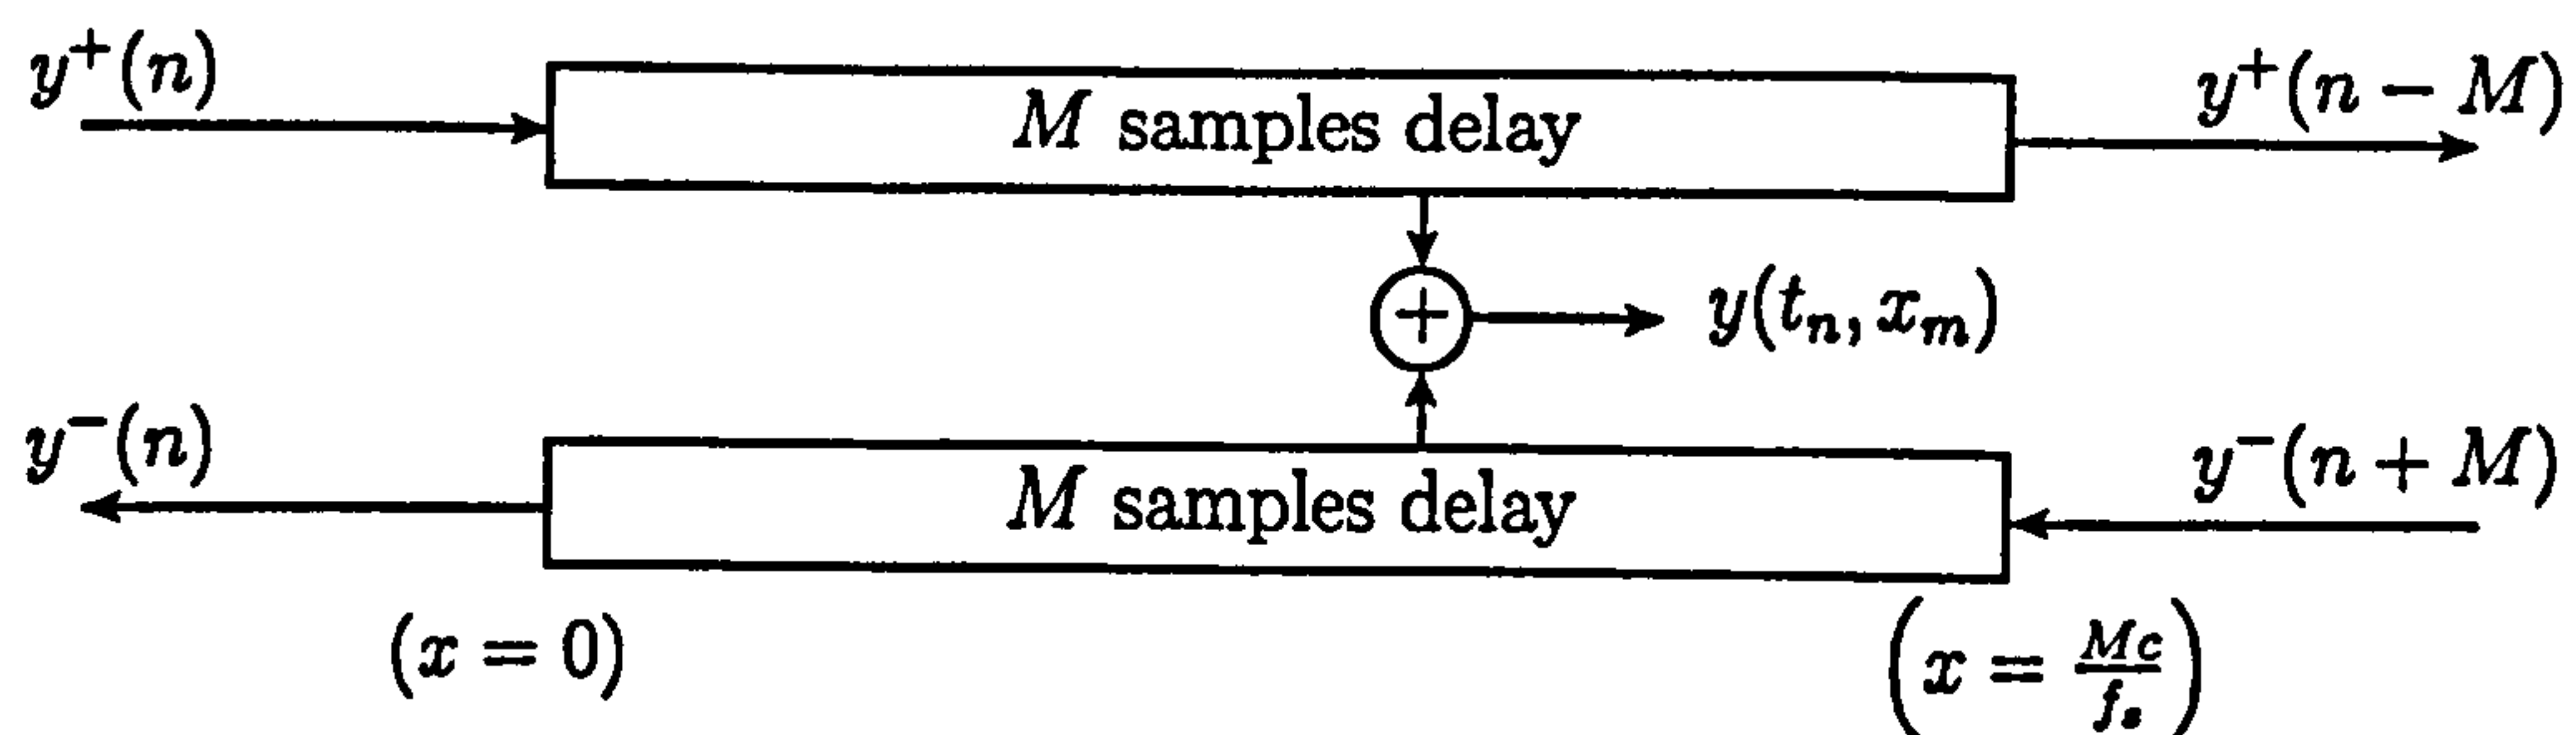 y⁺(n)
M samples delay
y⁺(n − M)
+
y(tₙ, xₘ)
y⁻(n)
M samples delay
y⁻(n + M)
(x = 0)
(x = Mc/fₛ)